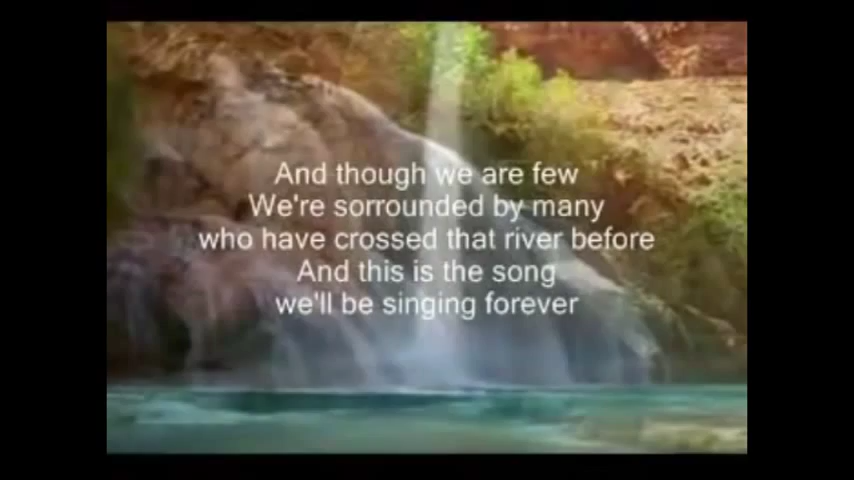 And though we are few
We're sorrounded by many
who have crossed that river before
And this is the song
we'll be singing forever